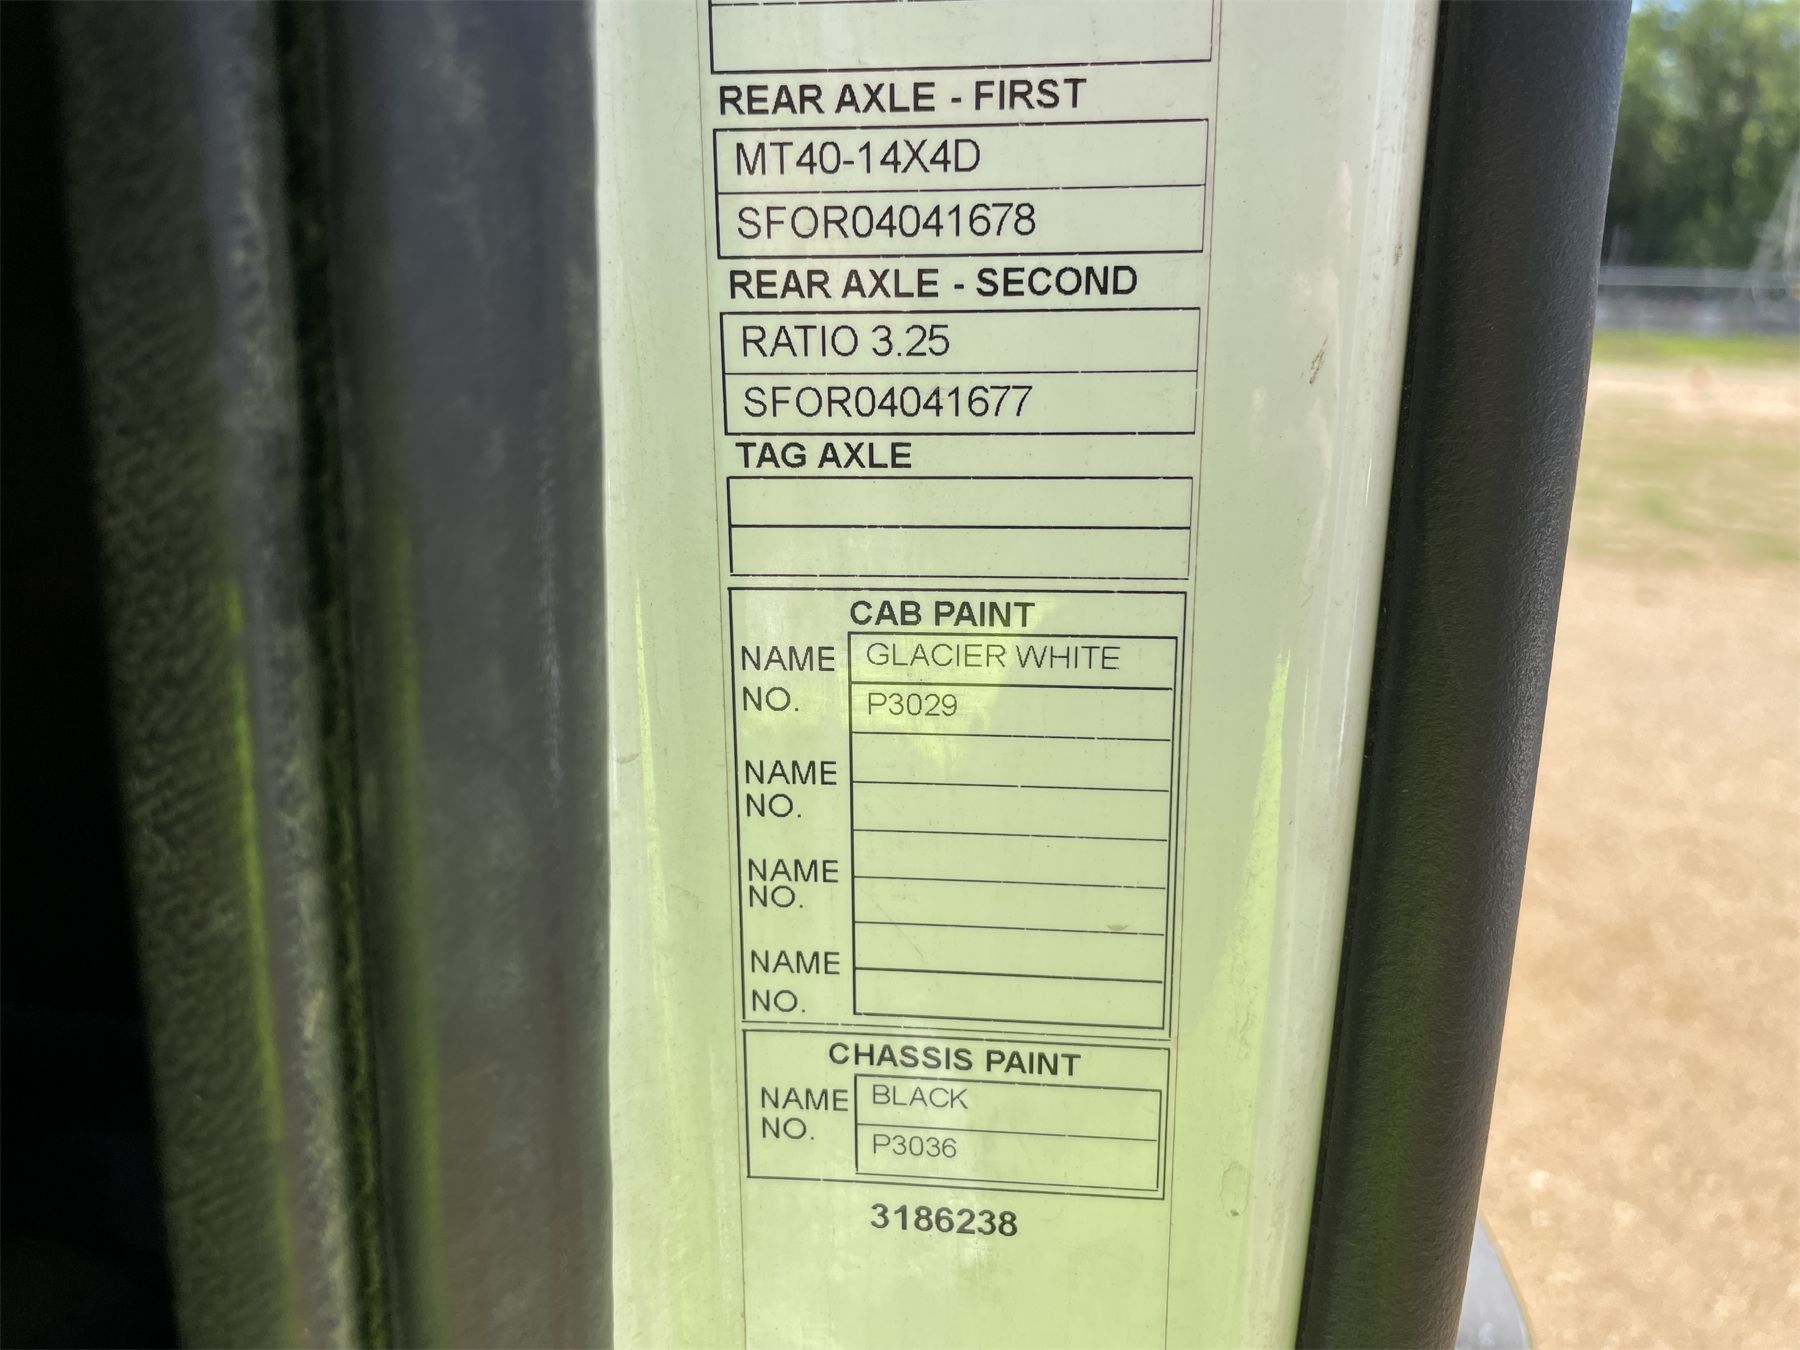 REAR AXLE - FIRST
MT40-14X4D
SFOR04041678
REAR AXLE - SECOND
RATIO 3.25
SFOR04041677
TAG AXLE
CAB PAINT
NAME GLACIER WHITE
NO. P3029
NAME
NO.
NAME
NO.
NAME
NO.
CHASSIS PAINT
NAME BLACK
NO. P3036
3186238